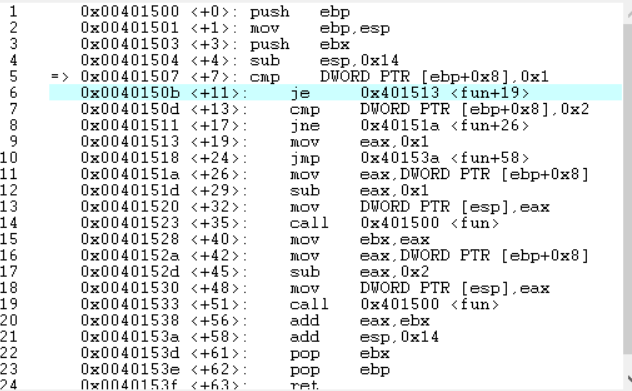 1 0x00401500 <+0>: push ebp
2 0x00401501 <+1>: mov ebp,esp
3 0x00401503 <+3>: push ebx
4 0x00401504 <+4>: sub esp,0x14
5 => 0x00401507 <+7>: cmp DWORD PTR [ebp+0x8],0x1
6 0x0040150b <+11>: je 0x401513 <fun+19>
7 0x0040150d <+13>: cmp DWORD PTR [ebp+0x8],0x2
8 0x00401511 <+17>: jne 0x40151a <fun+26>
9 0x00401513 <+19>: mov eax,0x1
10 0x00401518 <+24>: jmp 0x40153a <fun+58>
11 0x0040151a <+26>: mov eax,DWORD PTR [ebp+0x8]
12 0x0040151d <+29>: sub eax,0x1
13 0x00401520 <+32>: mov DWORD PTR [esp],eax
14 0x00401523 <+35>: call 0x401500 <fun>
15 0x00401528 <+40>: mov ebx,eax
16 0x0040152a <+42>: mov eax,DWORD PTR [ebp+0x8]
17 0x0040152d <+45>: sub eax,0x2
18 0x00401530 <+48>: mov DWORD PTR [esp],eax
19 0x00401533 <+51>: call 0x401500 <fun>
20 0x00401538 <+56>: add eax,ebx
21 0x0040153a <+58>: add esp,0x14
22 0x0040153d <+61>: pop ebx
23 0x0040153e <+62>: pop ebp
24 0x0040153f <+63>: ret